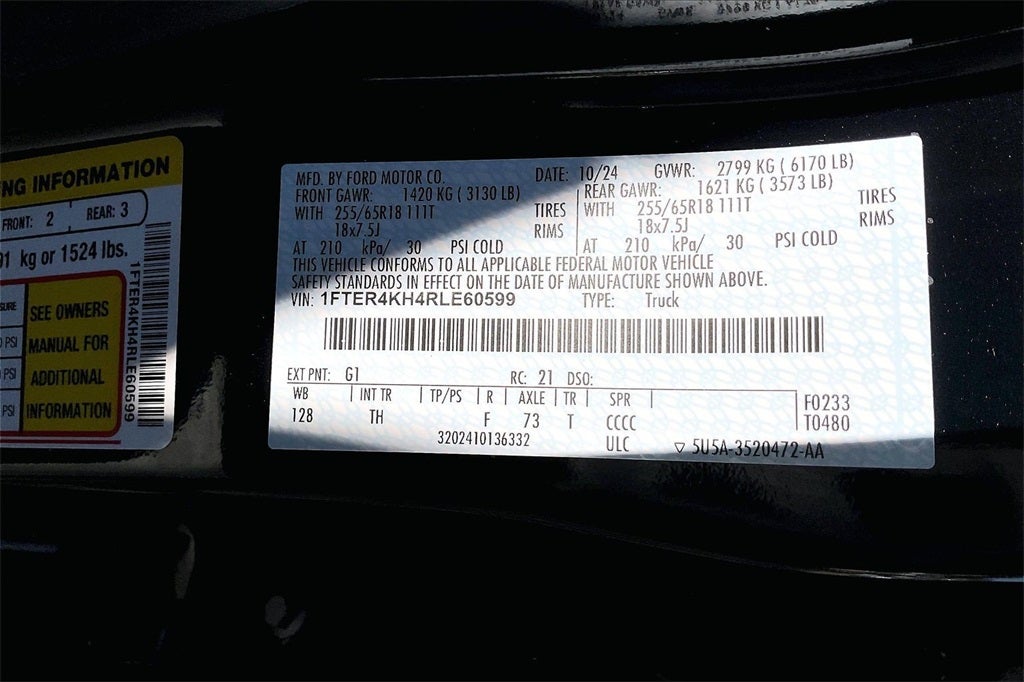 NG INFORMATION
FRONT: 2 REAR: 3
kg or 1524 lbs.
SEE OWNERS
PSI MANUAL FOR
PSI ADDITIONAL
PSI INFORMATION
1FTER4KH4RLE60599
MFD. BY FORD MOTOR CO. DATE: 10/24 GVWR: 2799 KG ( 6170 LB)
FRONT GAWR: 1420 KG ( 3130 LB) REAR GAWR: 1621 KG ( 3573 LB)
WITH 255/65R18 111T TIRES WITH 255/65R18 111T TIRES
18x7.5J RIMS 18x7.5J RIMS
AT 210 kPa/ 30 PSI COLD AT 210 kPa/ 30 PSI COLD
THIS VEHICLE CONFORMS TO ALL APPLICABLE FEDERAL MOTOR VEHICLE
SAFETY STANDARDS IN EFFECT ON THE DATE OF MANUFACTURE SHOWN ABOVE.
VIN: 1FTER4KH4RLE60599 TYPE: Truck
EXT PNT: G1 RC: 21 DSO:
WB INT TR TP/PS R AXLE TR SPR F0233
128 TH F 73 T CCCC T0480
3202410136332 ULC ▽ 5U5A-3520472-AA